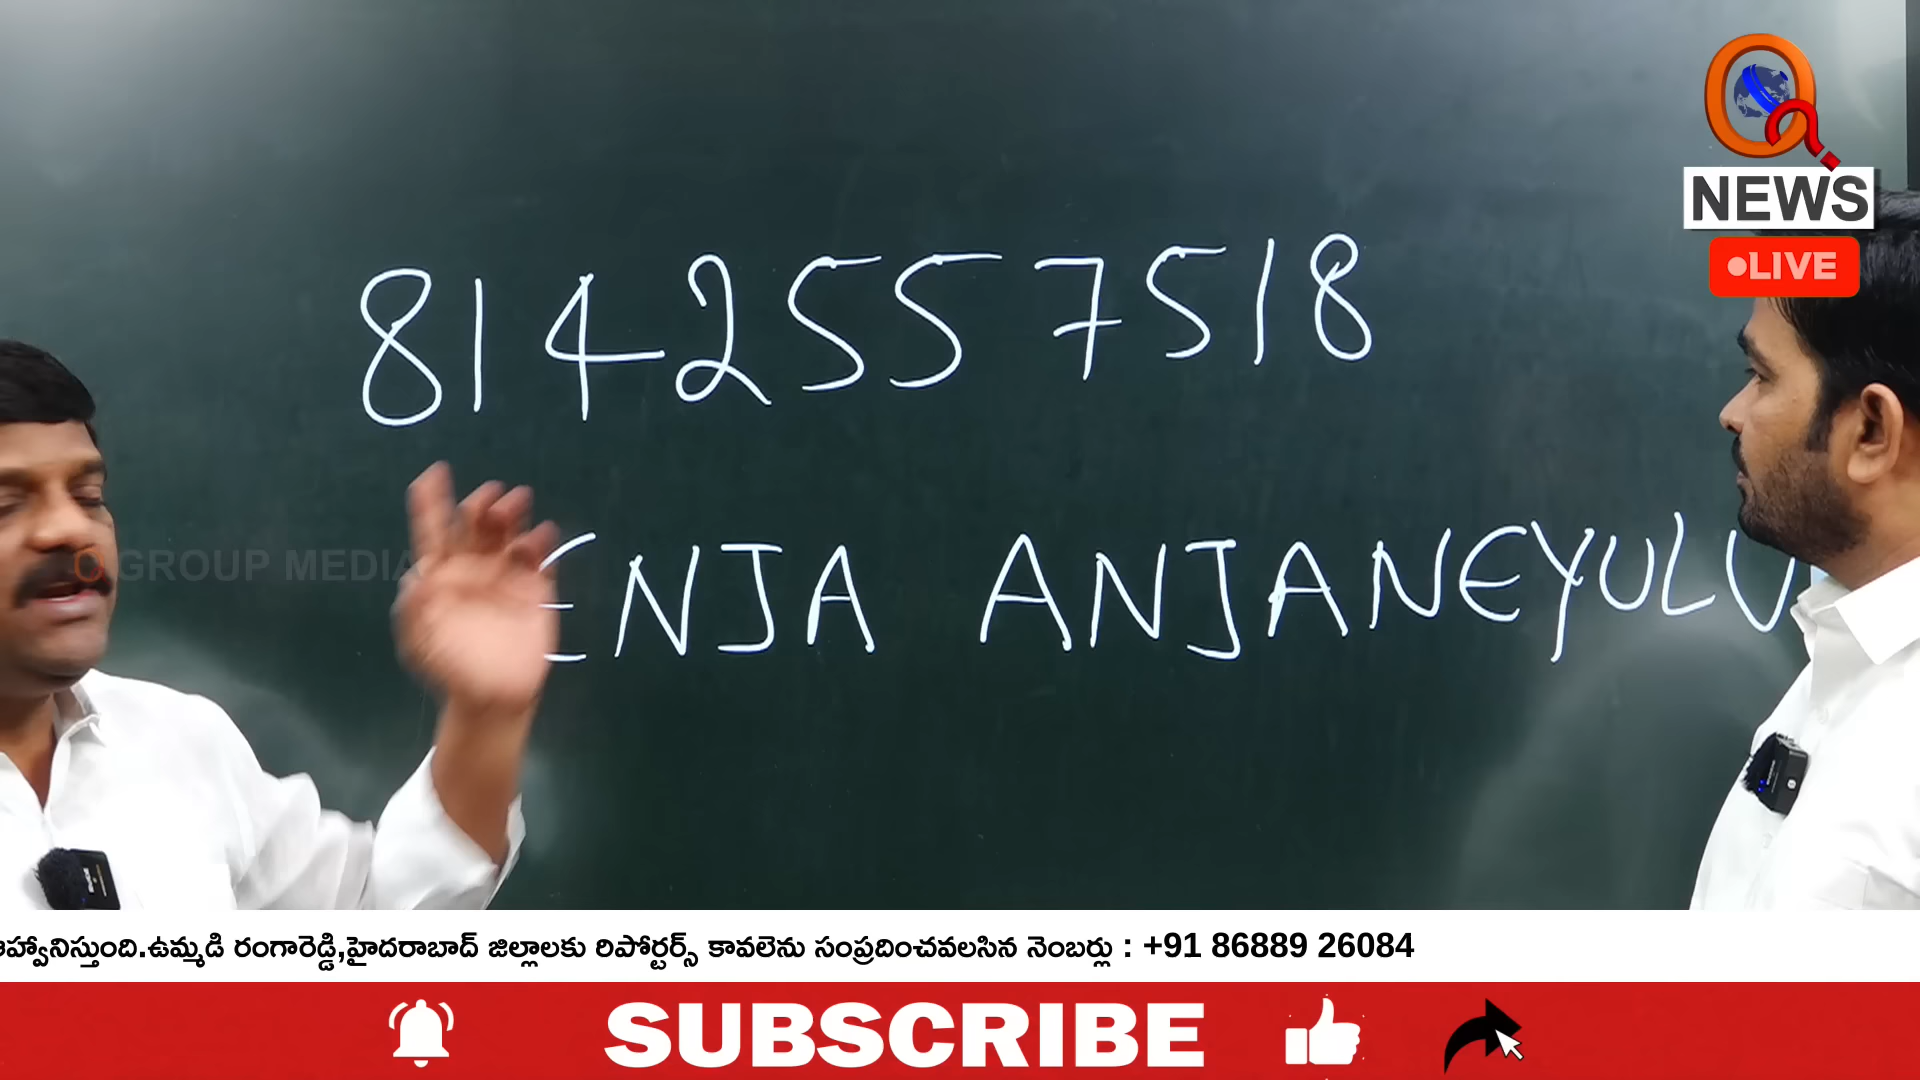 NEWS
LIVE
8142557518
ENJA ANJANEYULU
Q GROUP MEDIA
ఆహ్వానిస్తుంది.ఉమ్మడి రంగారెడ్డి,హైదరాబాద్ జిల్లాలకు రిపోర్టర్స్ కావలెను సంప్రదించవలసిన నెంబర్లు : +91 86889 26084
SUBSCRIBE